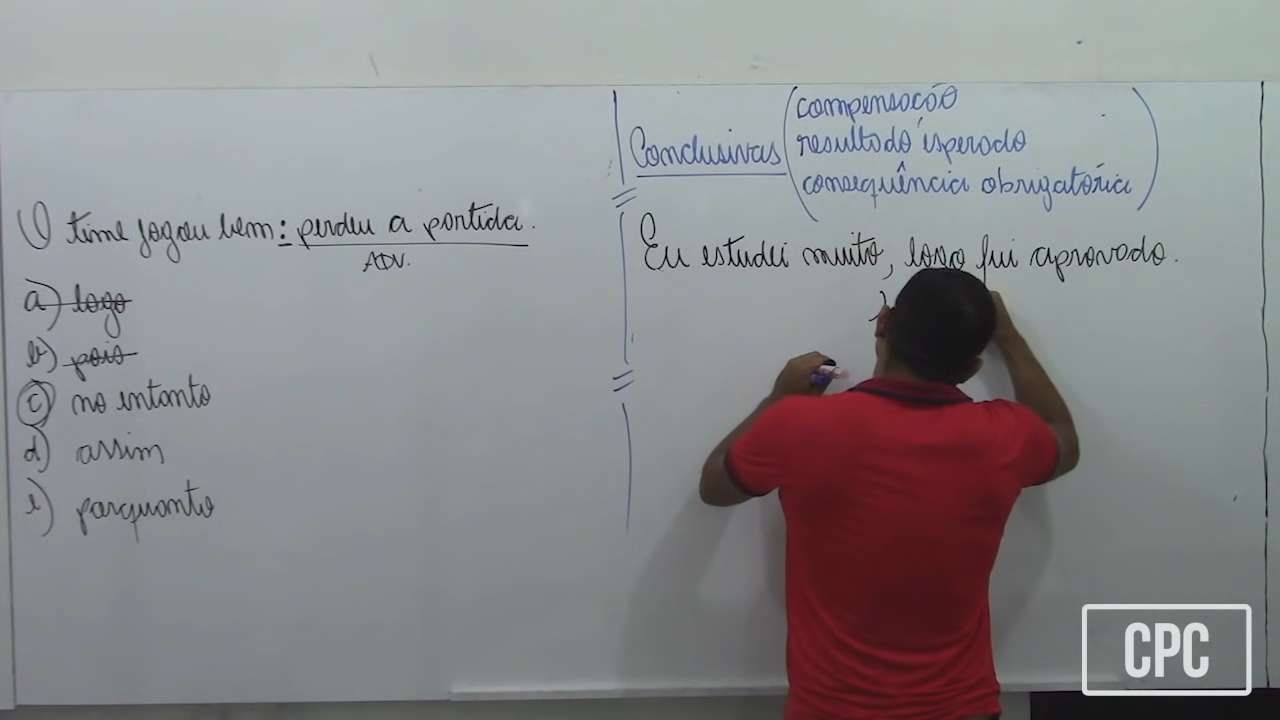 O time jogou bem: perdeu a partida.
ADV.
a) logo
b) pois
c) no entanto
d) assim
e) porquanto
Conclusivas
compensação
resultado esperado
consequência obrigatória
Eu estudei muito, logo fui aprovado.
CPC